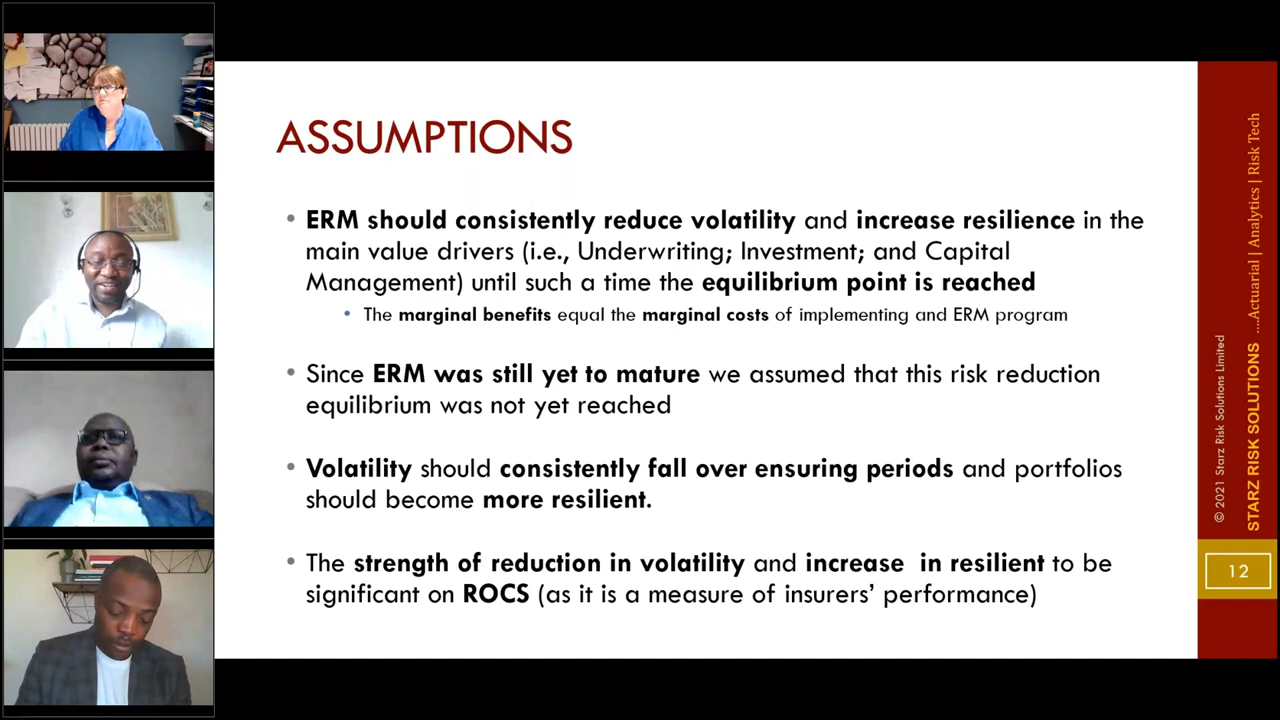 ASSUMPTIONS
• ERM should consistently reduce volatility and increase resilience in the
main value drivers (i.e., Underwriting; Investment; and Capital
Management) until such a time the equilibrium point is reached
• The marginal benefits equal the marginal costs of implementing and ERM program
• Since ERM was still yet to mature we assumed that this risk reduction
equilibrium was not yet reached
• Volatility should consistently fall over ensuring periods and portfolios
should become more resilient.
• The strength of reduction in volatility and increase in resilient to be
significant on ROCS (as it is a measure of insurers’ performance)
© 2021 Starz Risk Solutions Limited
STARZ RISK SOLUTIONS ....Actuarial | Analytics | Risk Tech
12